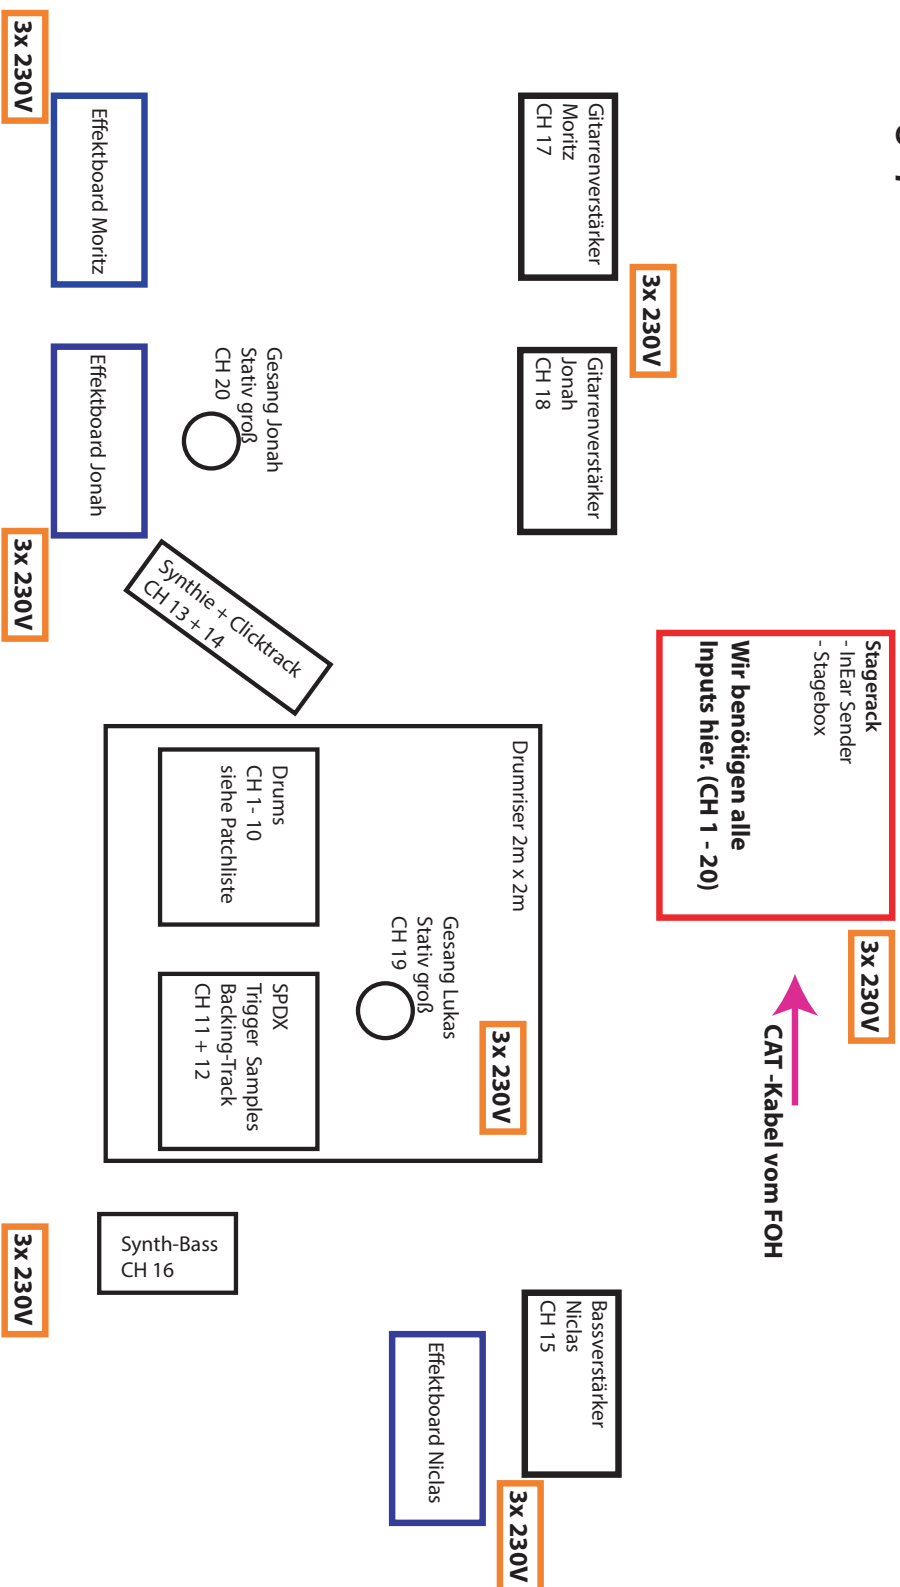 Stagerack
- InEar Sender
- Stagebox
Wir benötigen alle
Inputs hier. (CH 1 - 20)
3x 230V
CAT -Kabel vom FOH
3x 230V
Gitarrenverstärker
Moritz
CH 17
Gitarrenverstärker
Jonah
CH 18
Drumriser 2m x 2m
3x 230V
Gesang Lukas
Stativ groß
CH 19
Bassverstärker
Niclas
CH 15
3x 230V
Effektboard Niclas
Gesang Jonah
Stativ groß
CH 20
Drums
CH 1- 10
siehe Patchliste
SPDX
Trigger Samples
Backing-Track
CH 11 + 12
Synthie + Clicktrack
CH 13 + 14
Synth-Bass
CH 16
Effektboard Moritz
Effektboard Jonah
3x 230V
3x 230V
3x 230V